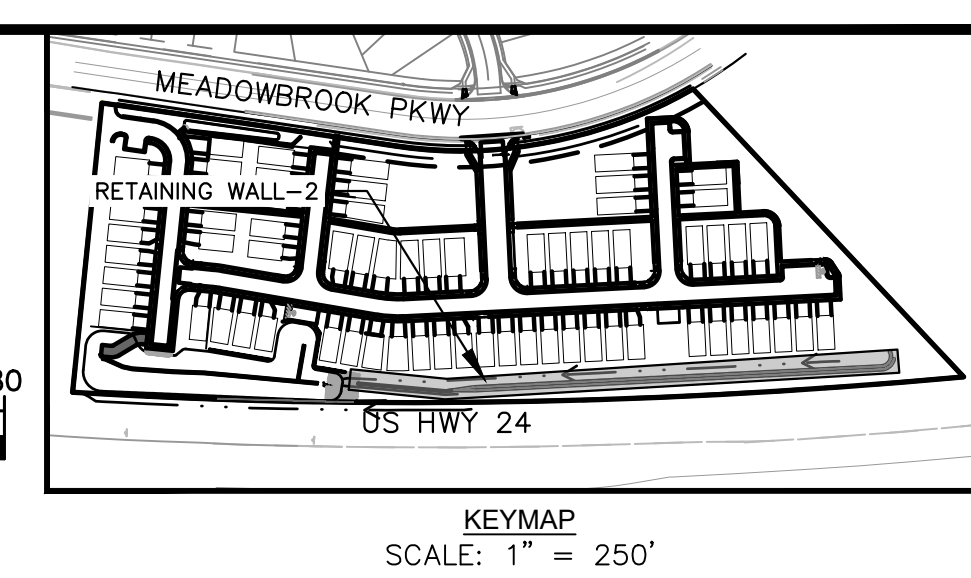 MEADOWBROOK PKWY
RETAINING WALL-2
US HWY 24
KEYMAP
SCALE: 1" = 250'